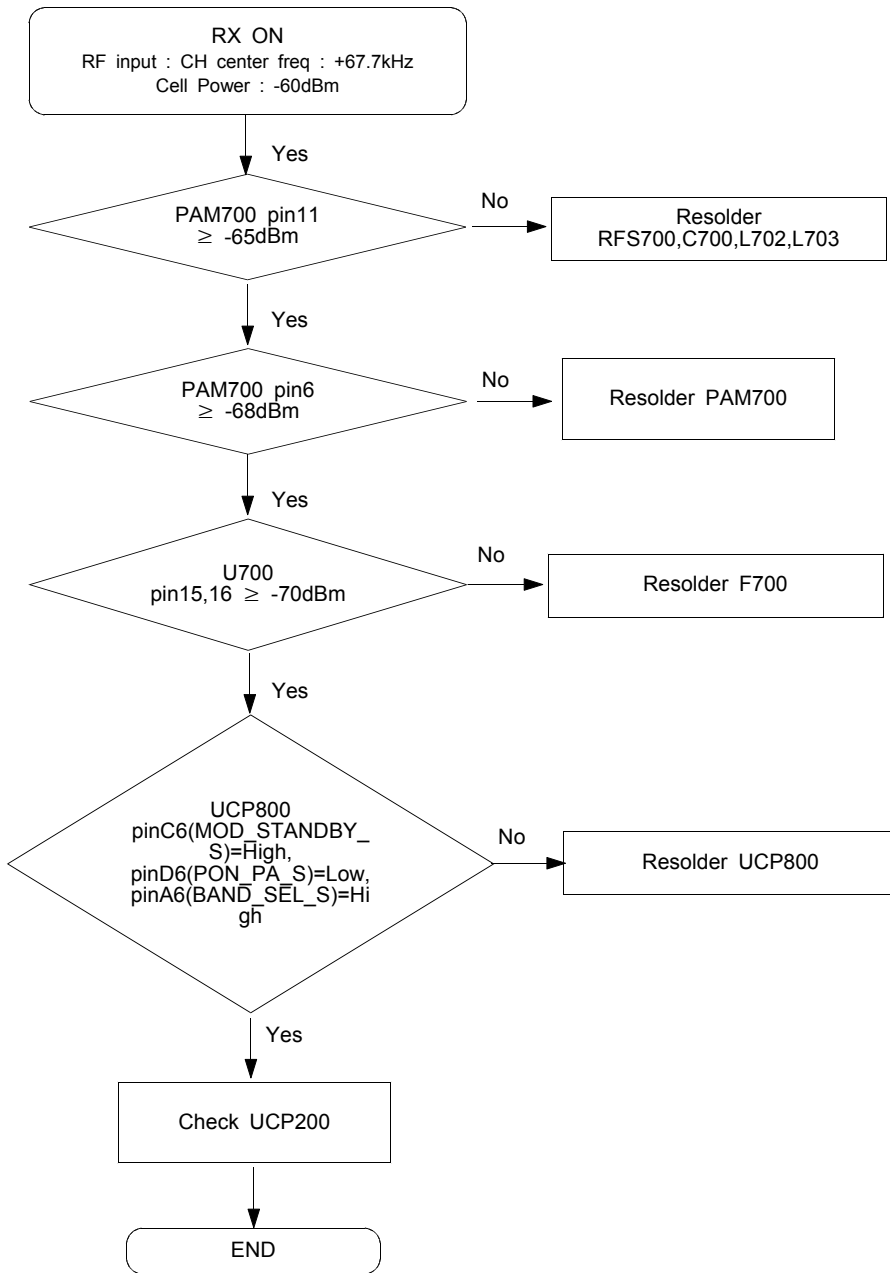 RX ON
RF input : CH center freq : +67.7kHz
Cell Power : -60dBm
Yes
PAM700 pin11
≥ -65dBm
No
Resolder
RFS700,C700,L702,L703
Yes
PAM700 pin6
≥ -68dBm
No
Resolder PAM700
Yes
U700
pin15,16 ≥ -70dBm
No
Resolder F700
Yes
UCP800
pinC6(MOD_STANDBY_
S)=High,
pinD6(PON_PA_S)=Low,
pinA6(BAND_SEL_S)=Hi
gh
No
Resolder UCP800
Yes
Check UCP200
END